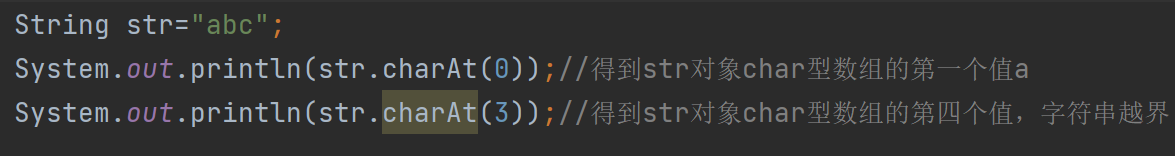 String str="abc";
System.out.println(str.charAt(0));//得到str对象char型数组的第一个值a
System.out.println(str.charAt(3));//得到str对象char型数组的第四个值，字符串越界